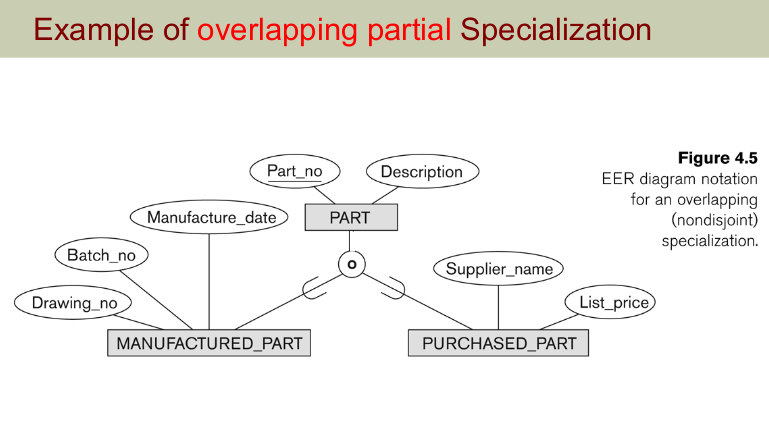 Example of overlapping partial Specialization
Figure 4.5
EER diagram notation
for an overlapping
(nondisjoint)
specialization.
Part_no
Description
Manufacture_date
PART
Batch_no
o
Supplier_name
Drawing_no
List_price
MANUFACTURED_PART
PURCHASED_PART